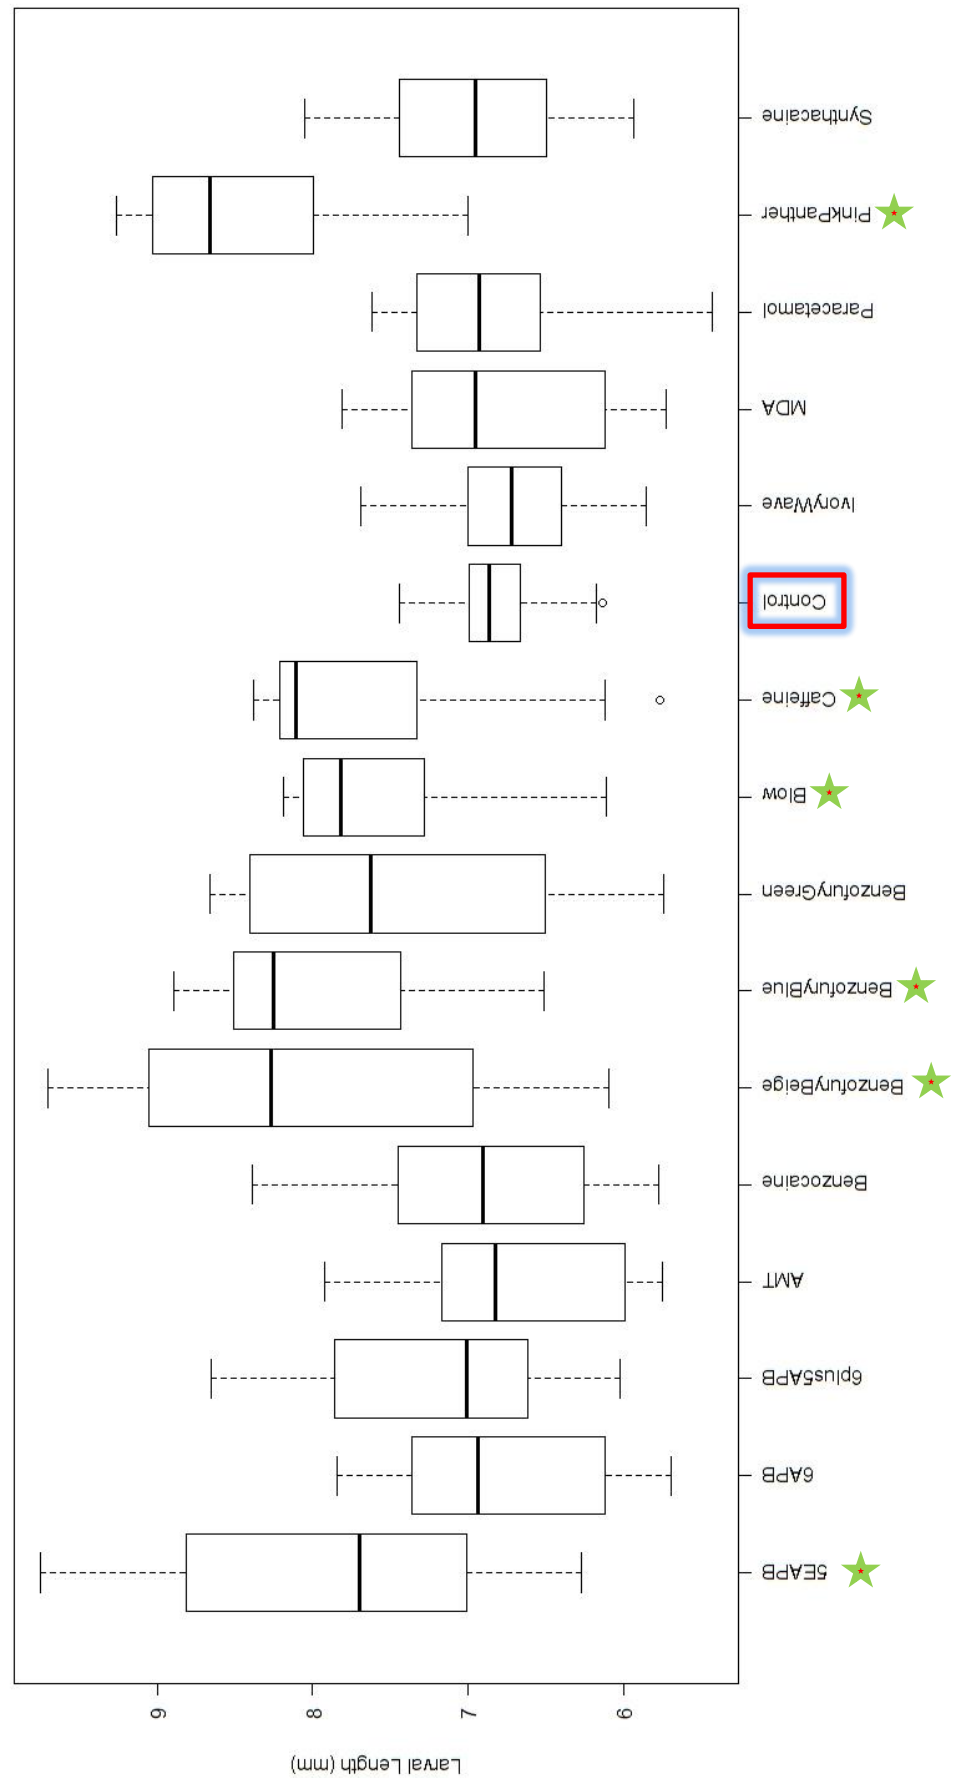 Synthacaine
PinkPanther
Paracetamol
MDA
IvoryWave
Control
Caffeine
Blow
BenzofuryGreen
BenzofuryBlue
BenzofuryBeige
Benzocaine
AMT
6plus5APB
6APB
5EAPB
9
8
7
6
Larval Length (mm)